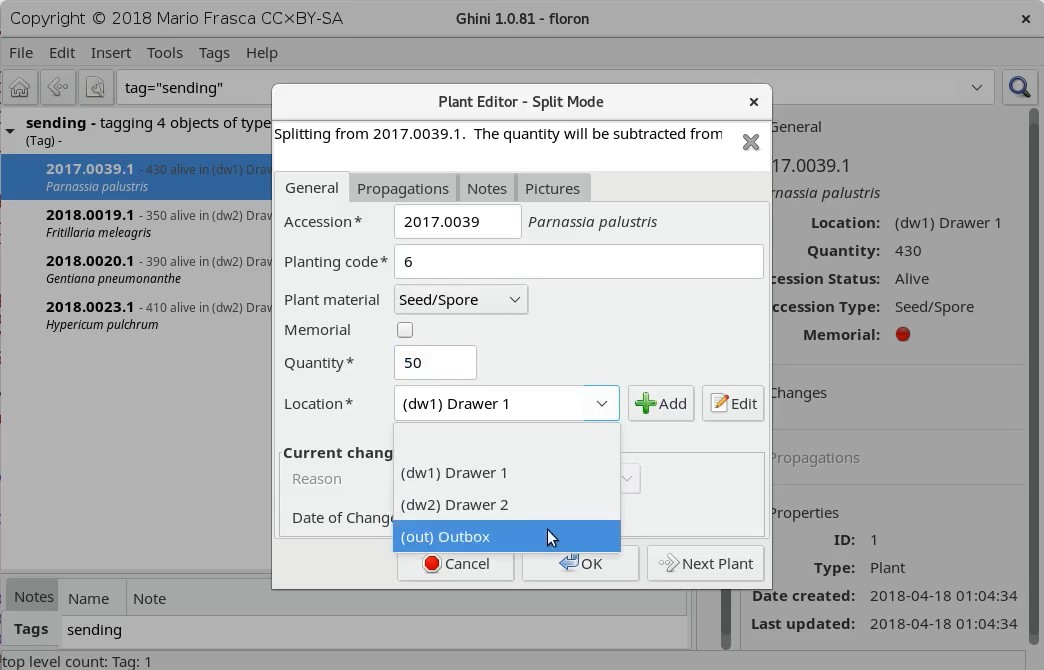 Copyright © 2018 Mario Frasca CC×BY-SA
Ghini 1.0.81 - floron
File Edit Insert Tools Tags Help
tag="sending"
sending - tagging 4 objects of type
(Tag) -
2017.0039.1 - 430 alive in (dw1) Draw
Parnassia palustris
2018.0019.1 - 350 alive in (dw2) Draw
Fritillaria meleagris
2018.0020.1 - 390 alive in (dw2) Draw
Gentiana pneumonanthe
2018.0023.1 - 410 alive in (dw2) Draw
Hypericum pulchrum
Plant Editor - Split Mode
Splitting from 2017.0039.1. The quantity will be subtracted from
General Propagations Notes Pictures
Accession* 2017.0039 Parnassia palustris
Planting code* 6
Plant material Seed/Spore
Memorial
Quantity* 50
Location* (dw1) Drawer 1 Add Edit
(dw1) Drawer 1
(dw2) Drawer 2
(out) Outbox
Current chang
Reason
Date of Change
Cancel OK Next Plant
General
17.0039.1
rnassia palustris
Location: (dw1) Drawer 1
Quantity: 430
cession Status: Alive
ccession Type: Seed/Spore
Memorial:
Changes
Propagations
Properties
ID: 1
Type: Plant
Date created: 2018-04-18 01:04:34
Last updated: 2018-04-18 01:04:34
Notes Name Note
Tags sending
top level count: Tag: 1